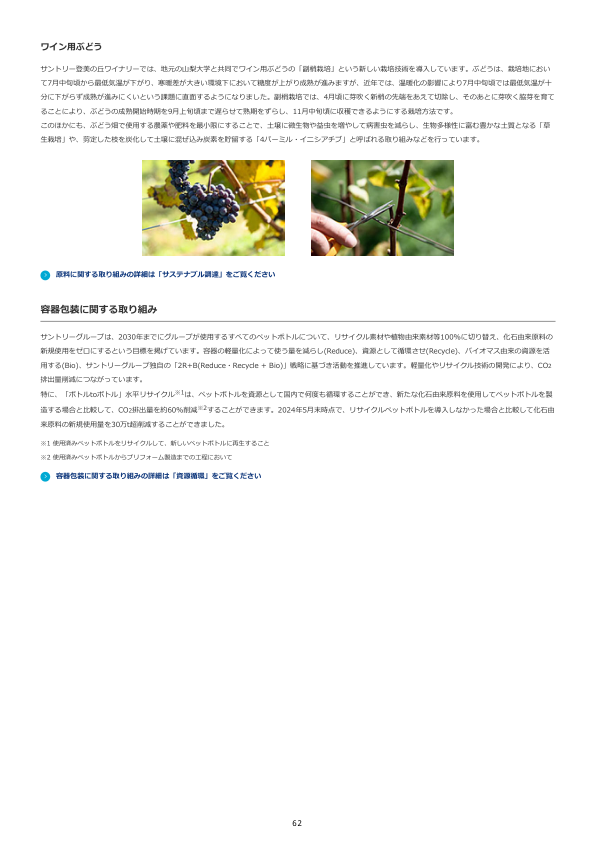 ワイン用ぶどう
サントリー登美の丘ワイナリーでは、地元の山梨大学と共同でワイン用ぶどうの「副梢栽培」という新しい栽培技術を導入しています。ぶどうは、栽培地におい
て7月中旬頃から最低気温が下がり、寒暖差が大きい環境下において糖度が上がり成熟が進みますが、近年では、温暖化の影響により7月中旬頃では最低気温が十
分に下がらず成熟が進みにくいという課題に直面するようになりました。副梢栽培では、4月頃に芽吹く新梢の先端をあえて切除し、そのあとに芽吹く脇芽を育て
ることにより、ぶどうの成熟開始時期を9月上旬頃まで遅らせて熟期をずらし、11月中旬頃に収穫できるようにする栽培方法です。
このほかにも、ぶどう畑で使用する農薬や肥料を最小限にすることで、土壌に微生物や益虫を増やして病害虫を減らし、生物多様性に富む豊かな土質となる「草
生栽培」や、剪定した枝を炭化して土壌に混ぜ込み炭素を貯留する「4パーミル・イニシアチブ」と呼ばれる取り組みなどを行っています。
原料に関する取り組みの詳細は「サステナブル調達」をご覧ください
容器包装に関する取り組み
サントリーグループは、2030年までにグループが使用するすべてのペットボトルについて、リサイクル素材や植物由来素材等100％に切り替え、化石由来原料の
新規使用をゼロにするという目標を掲げています。容器の軽量化によって使う量を減らし(Reduce)、資源として循環させ(Recycle)、バイオマス由来の資源を活
用する(Bio)、サントリーグループ独自の「2R+B(Reduce・Recycle + Bio)」戦略に基づき活動を推進しています。軽量化やリサイクル技術の開発により、CO₂
排出量削減につながっています。
特に、「ボトルtoボトル」水平リサイクル※1は、ペットボトルを資源として国内で何度も循環することができ、新たな化石由来原料を使用してペットボトルを製
造する場合と比較して、CO₂排出量を約60％削減※2することができます。2024年5月末時点で、リサイクルペットボトルを導入しなかった場合と比較して化石由
来原料の新規使用量を30万t超削減することができました。
※1 使用済みペットボトルをリサイクルして、新しいペットボトルに再生すること
※2 使用済みペットボトルからプリフォーム製造までの工程において
容器包装に関する取り組みの詳細は「資源循環」をご覧ください
62